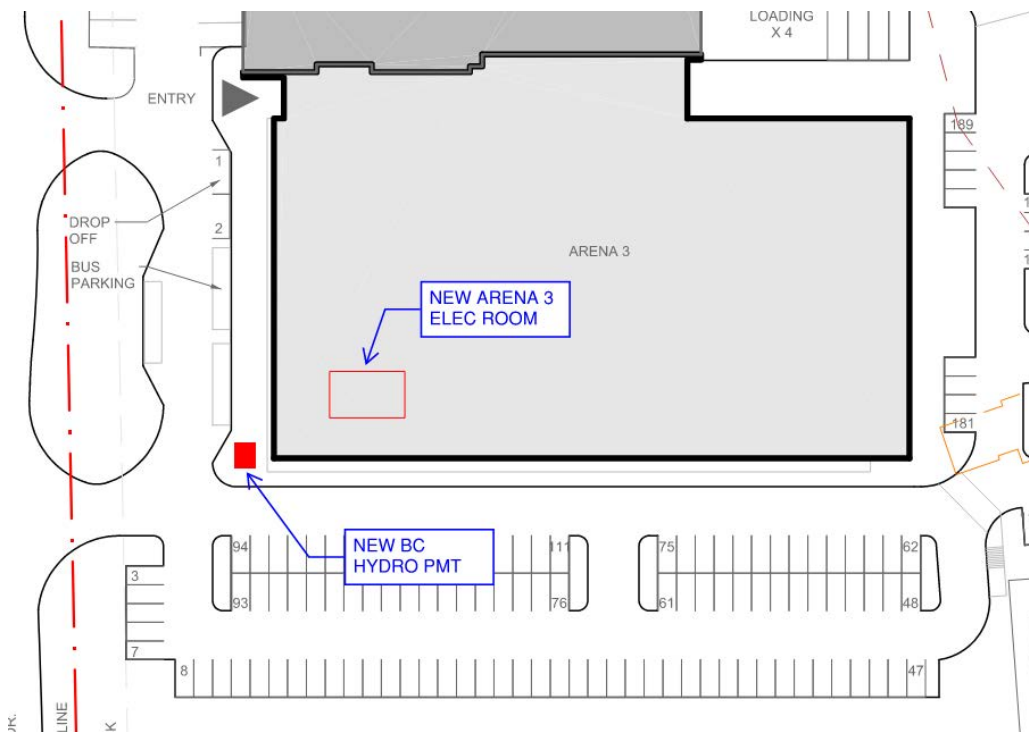 LOADING
X 4
ENTRY
189
1
DROP
OFF
2
BUS
PARKING
ARENA 3
NEW ARENA 3
ELEC ROOM
181
NEW BC
HYDRO PMT
94
111
75
62
3
93
76
61
48
7
8
47
LINE
K